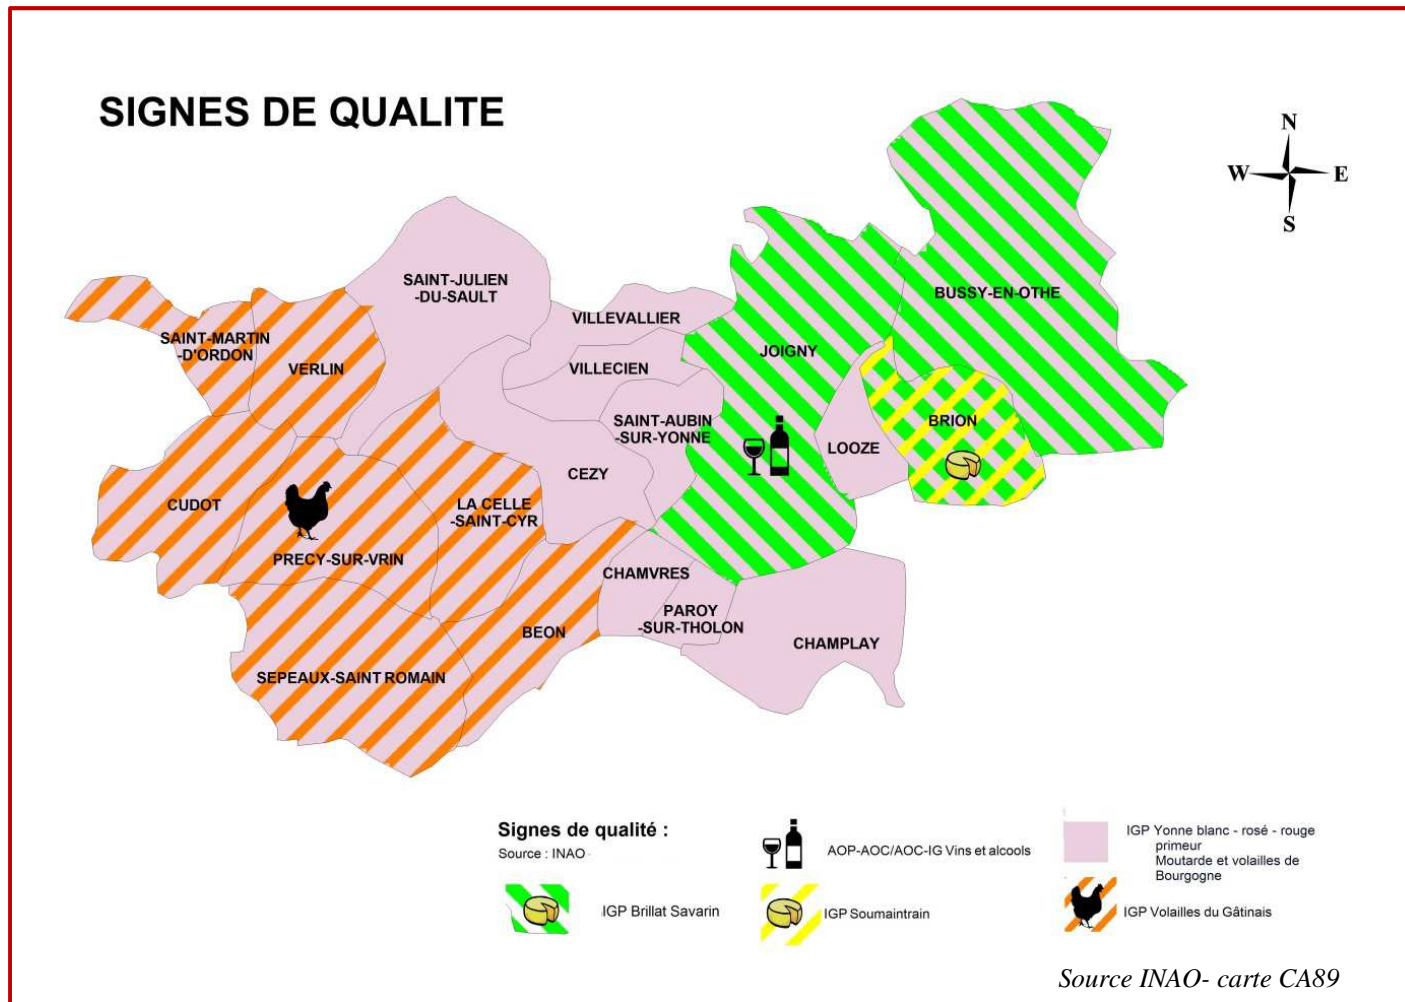 SIGNES DE QUALITE
N
W
E
S
SAINT-JULIEN
-DU-SAULT
BUSSY-EN-OTHE
VILLEVALLIER
SAINT-MARTIN
-D'ORDON
VERLIN
VILLECIEN
JOIGNY
SAINT-AUBIN
-SUR-YONNE
BRION
LOOZE
CEZY
CUDOT
LA CELLE
-SAINT-CYR
PRECY-SUR-VRIN
CHAMVRES
PAROY
-SUR-THOLON
BEON
CHAMPLAY
SEPEAUX-SAINT ROMAIN
Signes de qualité :
Source : INAO
AOP-AOC/AOC-IG Vins et alcools
IGP Yonne blanc - rosé - rouge
primeur
Moutarde et volailles de
Bourgogne
IGP Brillat Savarin
IGP Soumaintrain
IGP Volailles du Gâtinais
Source INAO- carte CA89